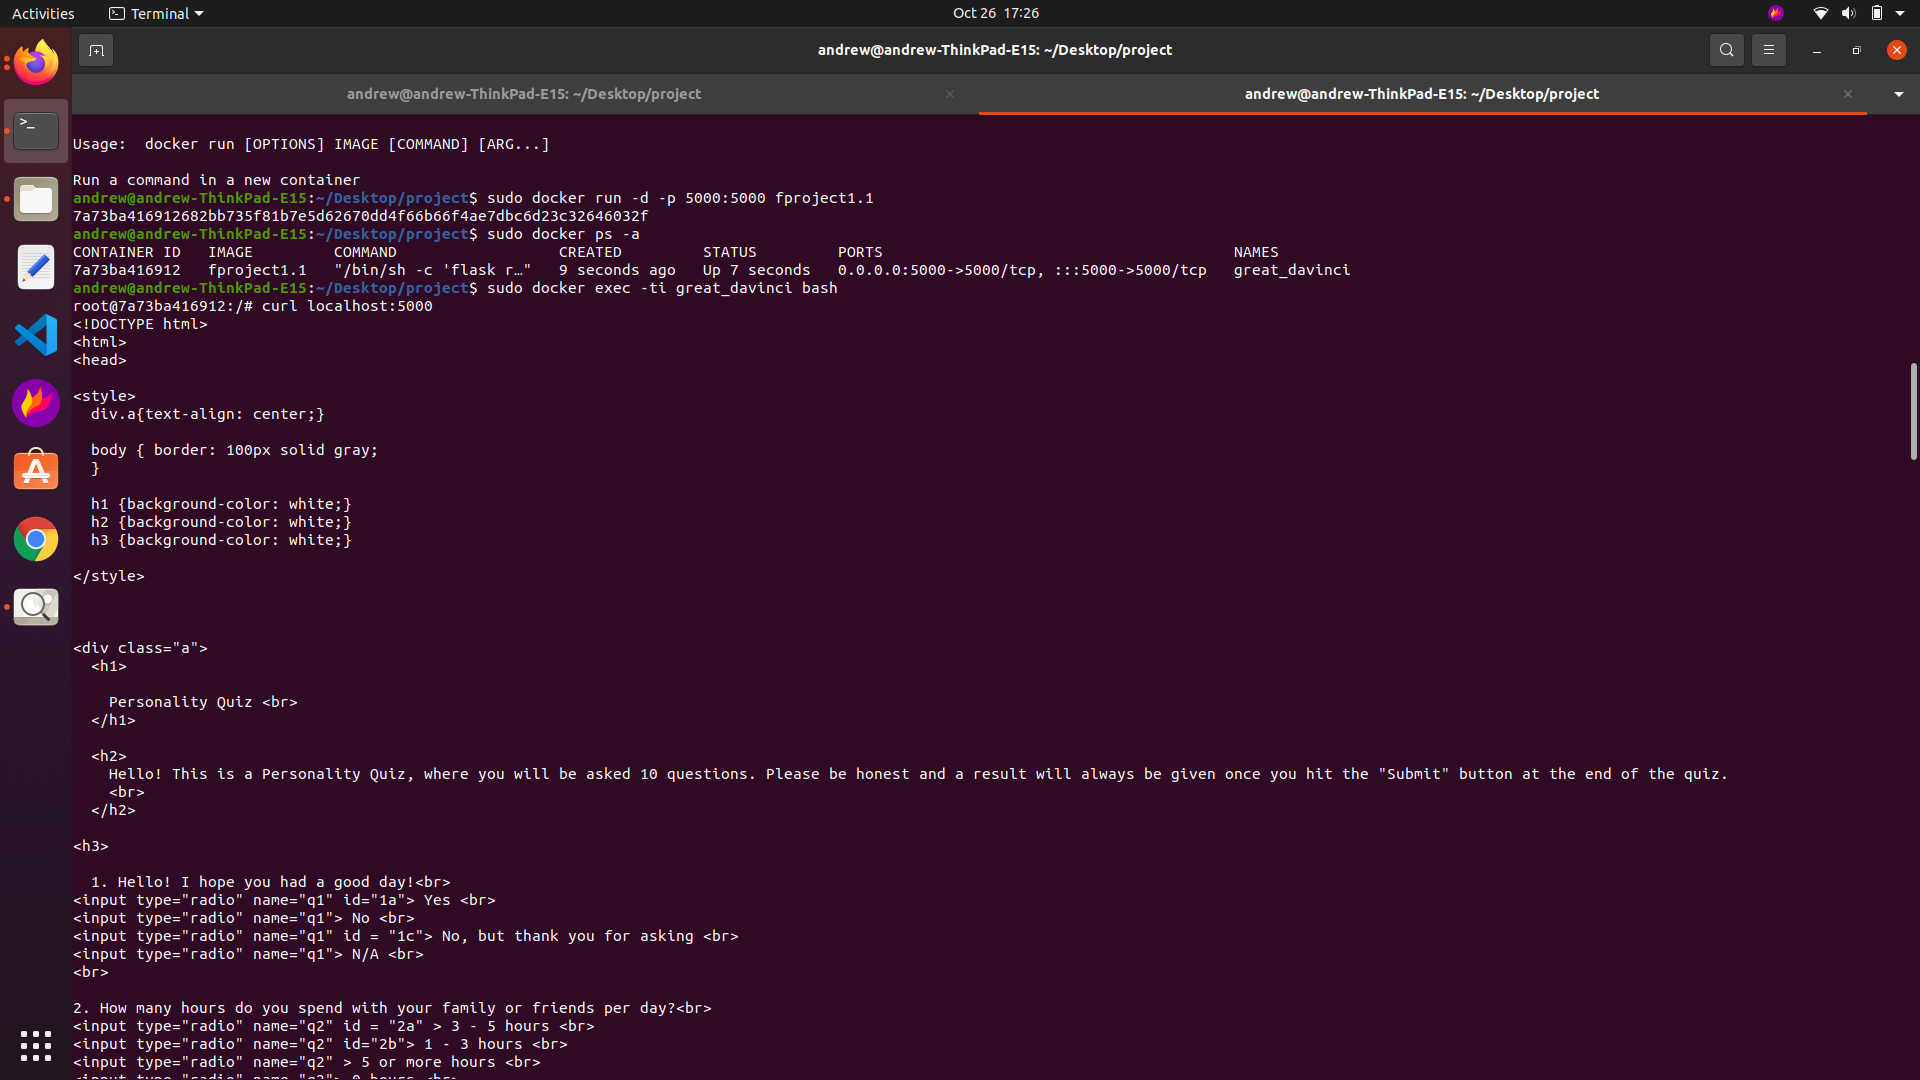 Activities
Terminal
Oct 26 17:26
andrew@andrew-ThinkPad-E15: ~/Desktop/project
andrew@andrew-ThinkPad-E15: ~/Desktop/project
andrew@andrew-ThinkPad-E15: ~/Desktop/project
Usage:  docker run [OPTIONS] IMAGE [COMMAND] [ARG...]
Run a command in a new container
andrew@andrew-ThinkPad-E15:~/Desktop/project$ sudo docker run -d -p 5000:5000 fproject1.1
7a73ba416912682bb735f81b7e5d62670dd4f66b66f4ae7dbc6d23c32646032f
andrew@andrew-ThinkPad-E15:~/Desktop/project$ sudo docker ps -a
CONTAINER ID   IMAGE         COMMAND                  CREATED         STATUS         PORTS                                       NAMES
7a73ba416912   fproject1.1   "/bin/sh -c 'flask r…"   9 seconds ago   Up 7 seconds   0.0.0.0:5000->5000/tcp, :::5000->5000/tcp   great_davinci
andrew@andrew-ThinkPad-E15:~/Desktop/project$ sudo docker exec -ti great_davinci bash
root@7a73ba416912:/# curl localhost:5000
<!DOCTYPE html>
<html>
<head>
<style>
  div.a{text-align: center;}
  body { border: 100px solid gray;
  }
  h1 {background-color: white;}
  h2 {background-color: white;}
  h3 {background-color: white;}
</style>
<div class="a">
  <h1>
    Personality Quiz <br>
  </h1>
  <h2>
    Hello! This is a Personality Quiz, where you will be asked 10 questions. Please be honest and a result will always be given once you hit the "Submit" button at the end of the quiz.
    <br>
  </h2>
<h3>
  1. Hello! I hope you had a good day!<br>
<input type="radio" name="q1" id="1a"> Yes <br>
<input type="radio" name="q1"> No <br>
<input type="radio" name="q1" id = "1c"> No, but thank you for asking <br>
<input type="radio" name="q1"> N/A <br>
<br>
2. How many hours do you spend with your family or friends per day?<br>
<input type="radio" name="q2" id = "2a" > 3 - 5 hours <br>
<input type="radio" name="q2" id="2b"> 1 - 3 hours <br>
<input type="radio" name="q2" > 5 or more hours <br>
<input type="radio" name="q2"> 0 hours <br>